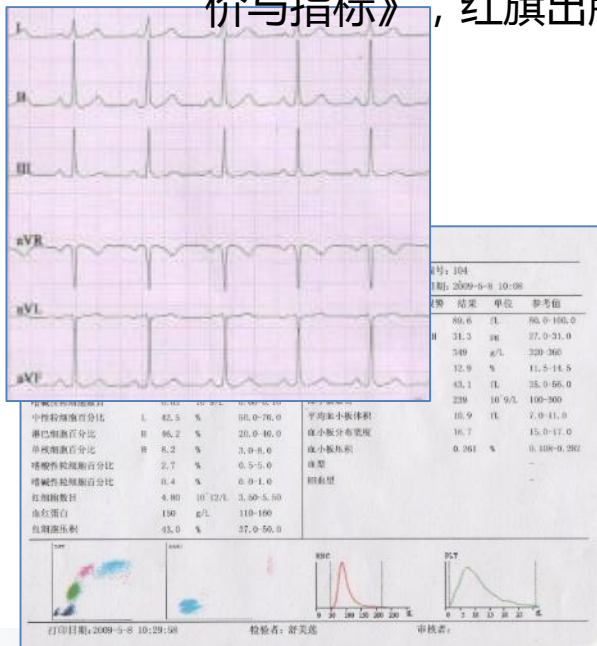 价与指标》，红旗出版
I
II
III
aVR
aVL
aVF
编号：104
日期：2009-5-8 10:08
结果 单位 参考值
89.6 fL 80.0-100.0
31.3 pg 27.0-31.0
349 g/L 320-360
12.9 % 11.5-14.5
43.1 fL 35.0-56.0
239 10^9/L 100-300
中性粒细胞百分比 L 42.5 % 50.0-70.0
平均血小板体积 10.9 fL 7.0-11.0
淋巴细胞百分比 H 46.2 % 20.0-40.0
血小板分布宽度 16.7 15.0-17.0
单核细胞百分比 H 8.2 % 3.0-8.0
血小板压积 0.261 % 0.108-0.282
嗜酸性粒细胞百分比 2.7 % 0.5-5.0
血型 -
嗜碱性粒细胞百分比 0.4 % 0.0-1.0
RH血型 -
红细胞数目 4.80 10^12/L 3.50-5.50
血红蛋白 150 g/L 110-160
红细胞压积 43.0 % 37.0-50.0
RBC
PLT
打印日期：2009-5-8 10:29:58 检验者：舒美莲 审核者：